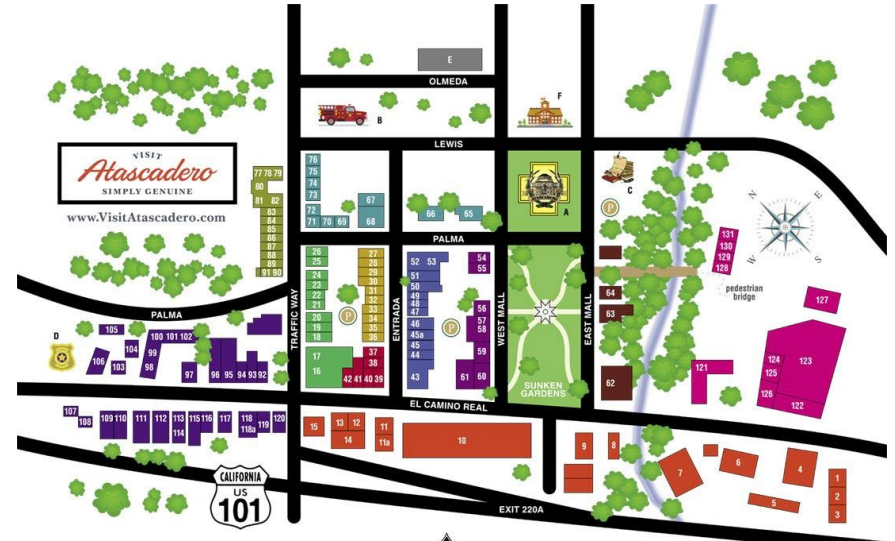 E
OLMEDA
F
B
LEWIS
VISIT
Atascadero
SIMPLY GENUINE
www.VisitAtascadero.com
76
75
74
73
72
71 70 69
67
68
66
65
A
C
P
77 78 79
80
81 82
83
84
85
86
87
88
89
91 90
PALMA
N
E
W
S
131
130
129
128
pedestrian
bridge
127
26
25
24
23
22
21
20
19
18
17
16
27
28
29
30
31
32
33
34
35
36
P
37
38
42 41 40 39
TRAFFIC WAY
ENTRADA
52 53
51
50
49
48
47
46
45a
45
44
43
54
55
56
57
58
59
61 60
P
WEST MALL
EAST MALL
SUNKEN
GARDENS
64
63
62
121
123
124
125
126
122
PALMA
D
105
104
106
103
100 101 102
99
98
97
96 95 94 93 92
EL CAMINO REAL
107
108
109 110 111 112 113 115 116 117 118 119 120
114
118a
15
13 12
14
11
11a
10
9
8
7
6
5
4
1
2
3
CALIFORNIA
US
101
EXIT 220A